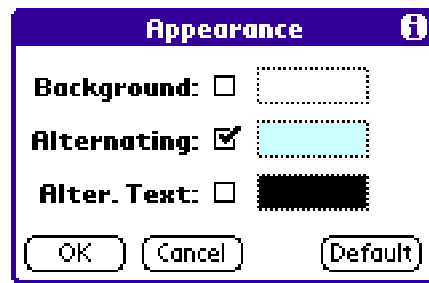 Appearance
Background:
Alternating:
Alter. Text:
OK Cancel Default